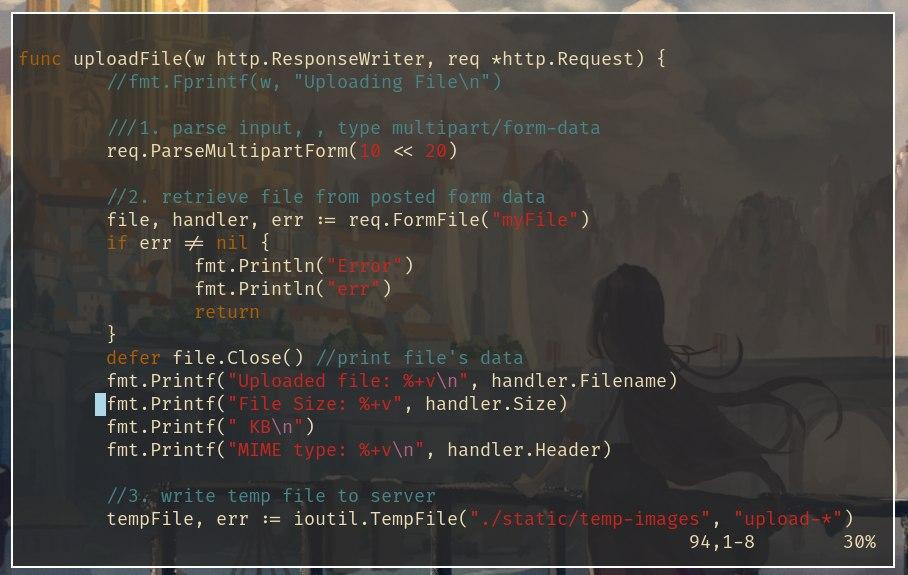 func uploadFile(w http.ResponseWriter, req *http.Request) {
//fmt.Fprintf(w, "Uploading File\n")
///1. parse input, , type multipart/form-data
req.ParseMultipartForm(10 << 20)
//2. retrieve file from posted form data
file, handler, err := req.FormFile("myFile")
if err != nil {
fmt.Println("Error")
fmt.Println("err")
return
}
defer file.Close() //print file's data
fmt.Printf("Uploaded file: %+v\n", handler.Filename)
fmt.Printf("File Size: %+v", handler.Size)
fmt.Printf(" KB\n")
fmt.Printf("MIME type: %+v\n", handler.Header)
//3. write temp file to server
tempFile, err := ioutil.TempFile("./static/temp-images", "upload-*")
94,1-8 30%